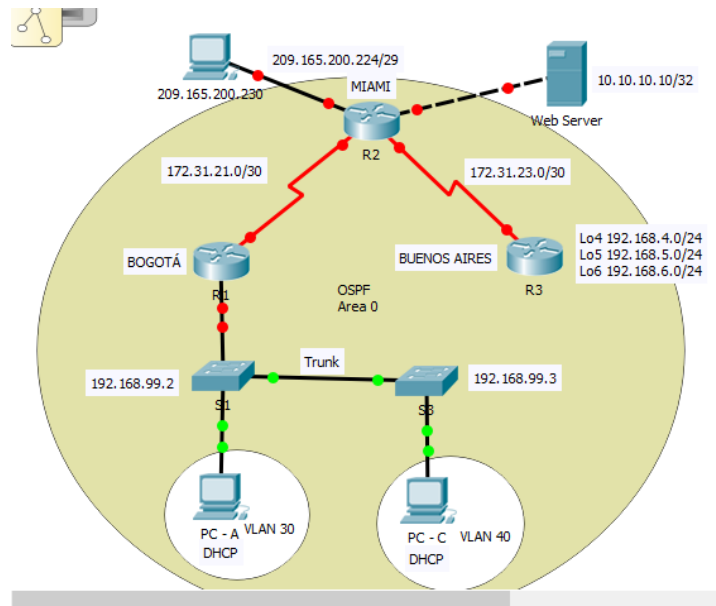 209.165.200.224/29
MIAMI
209.165.200.230
10.10.10.10/32
Web Server
R2
172.31.21.0/30
172.31.23.0/30
BOGOTÁ
R1
BUENOS AIRES
R3
Lo4 192.168.4.0/24
Lo5 192.168.5.0/24
Lo6 192.168.6.0/24
OSPF
Area 0
Trunk
192.168.99.2
S1
192.168.99.3
S3
PC - A
VLAN 30
DHCP
PC - C
VLAN 40
DHCP